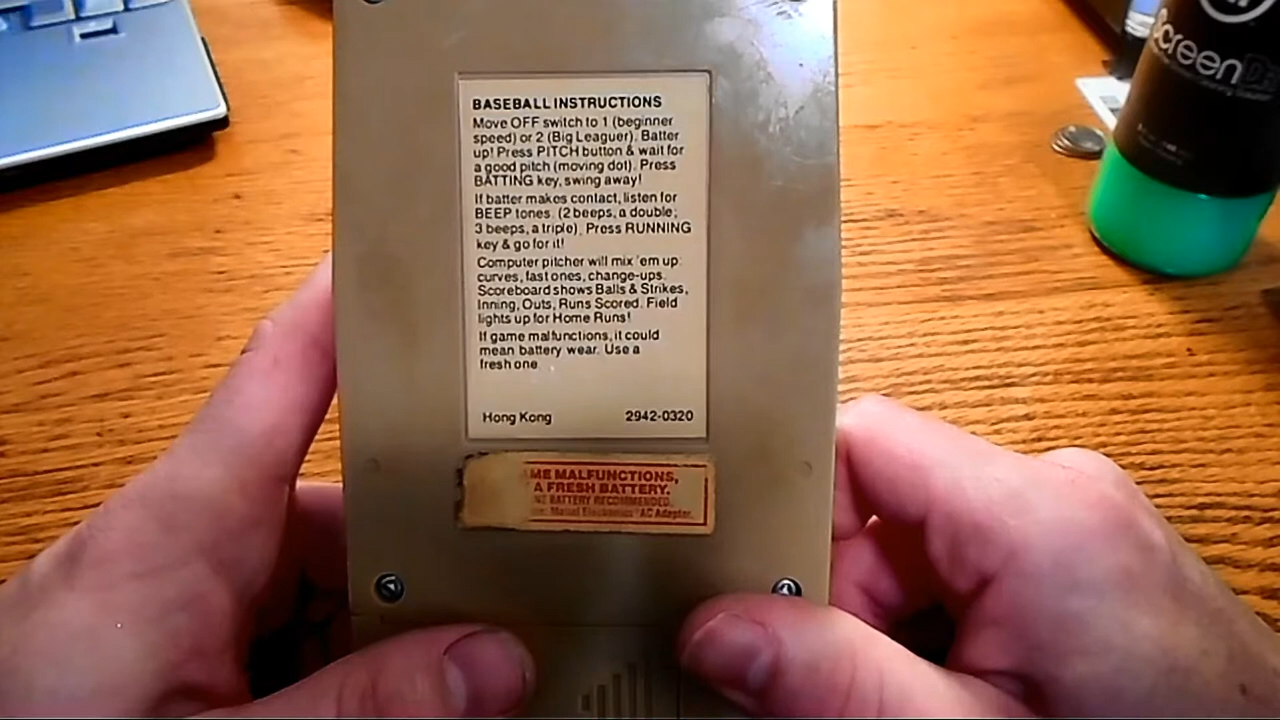 BASEBALL INSTRUCTIONS
Move OFF switch to 1 (beginner
speed) or 2 (Big Leaguer). Batter
up! Press PITCH button & wait for
a good pitch (moving dot). Press
BATTING key, swing away!
If batter makes contact, listen for
BEEP tones. (2 beeps, a double;
3 beeps, a triple). Press RUNNING
key & go for it!
Computer pitcher will mix 'em up:
curves, fast ones, change-ups.
Scoreboard shows Balls & Strikes,
Inning, Outs, Runs Scored. Field
lights up for Home Runs!
If game malfunctions, it could
mean battery wear. Use a
fresh one
Hong Kong 2942-0320
ME MALFUNCTIONS,
A FRESH BATTERY.
BATTERY RECOMMENDED.
Mattel Electronics AC Adaptor.
Screen